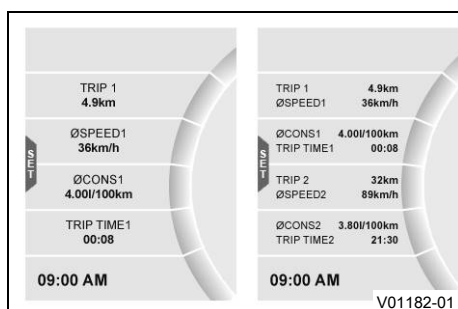 TRIP 1
4.9km
ØSPEED1
36km/h
SET
ØCONS1
4.00l/100km
TRIP TIME1
00:08
09:00 AM
TRIP 1 4.9km
ØSPEED1 36km/h
ØCONS1 4.00l/100km
TRIP TIME1 00:08
SET
TRIP 2 32km
ØSPEED2 89km/h
ØCONS2 3.80l/100km
TRIP TIME2 21:30
09:00 AM
V01182-01